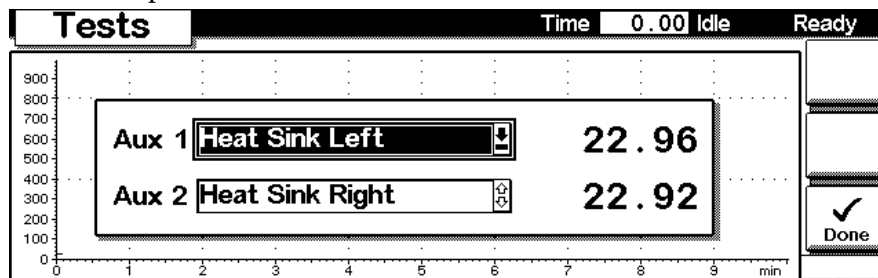 Tests Time 0.00 Idle Ready
900
800
700
600
500
400
300
200
100
0
Aux 1 Heat Sink Left 22.96
Aux 2 Heat Sink Right 22.92
Done
0 1 2 3 4 5 6 7 8 9 min